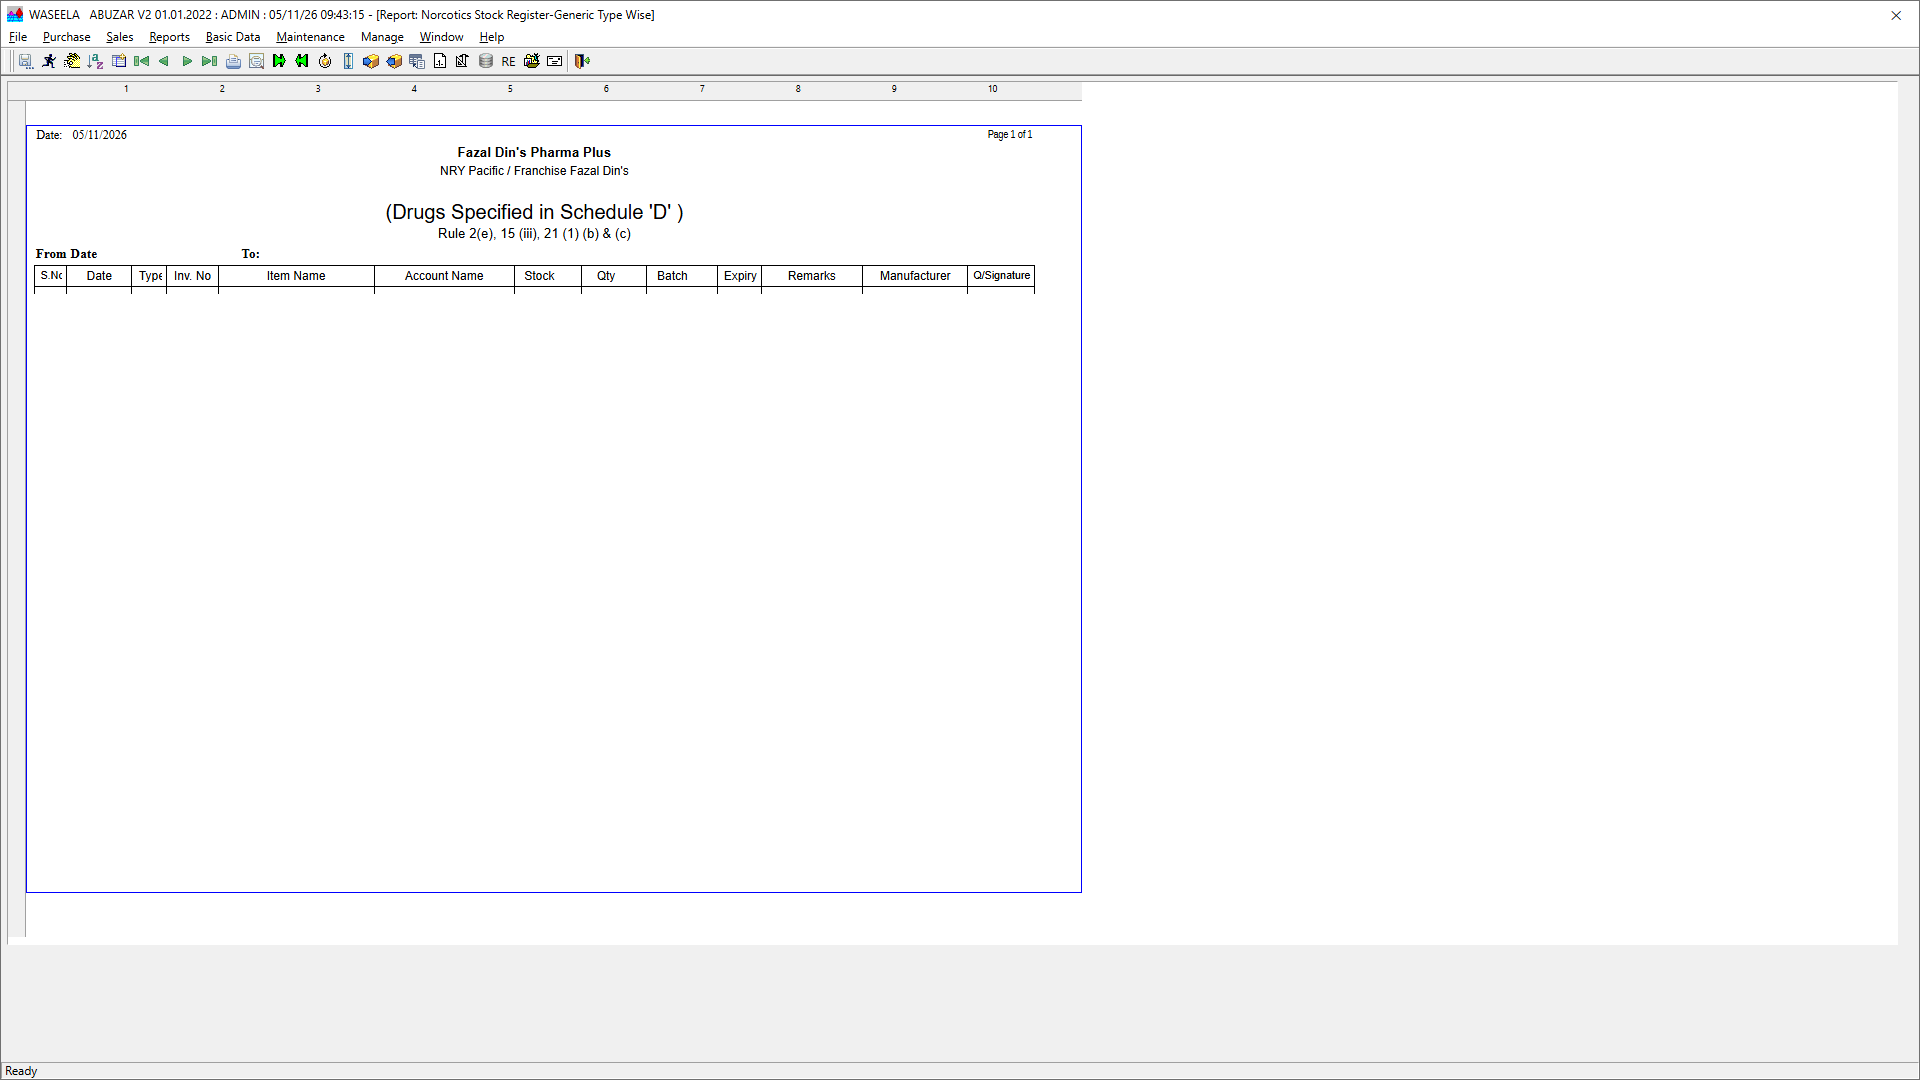 WASEELA ABUZAR V2 01.01.2022 : ADMIN : 05/11/26 09:43:15 - [Report: Norcotics Stock Register-Generic Type Wise]
File Purchase Sales Reports Basic Data Maintenance Manage Window Help
RE
1 2 3 4 5 6 7 8 9 10
Date: 05/11/2026 Page 1 of 1
Fazal Din's Pharma Plus
NRY Pacific / Franchise Fazal Din's
(Drugs Specified in Schedule 'D' )
Rule 2(e), 15 (iii), 21 (1) (b) & (c)
From Date To:
S.No Date Type Inv. No Item Name Account Name Stock Qty Batch Expiry Remarks Manufacturer Q/Signature
Ready